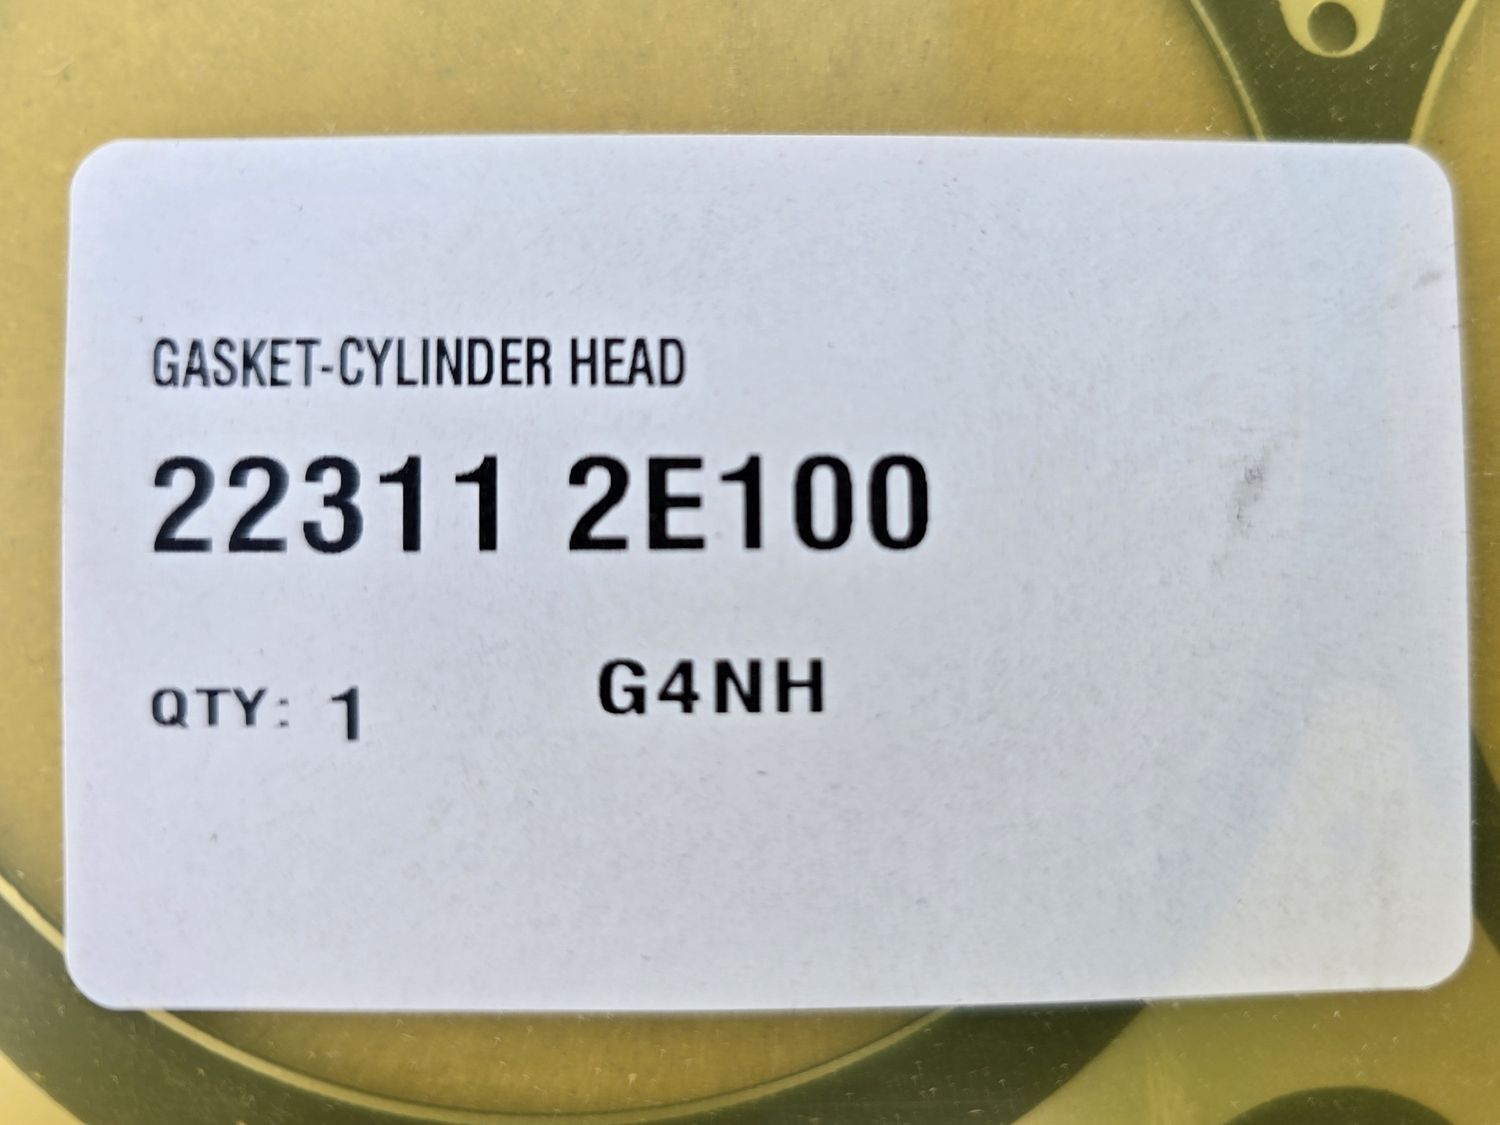 GASKET-CYLINDER HEAD
22311 2E100
QTY: 1 G4NH